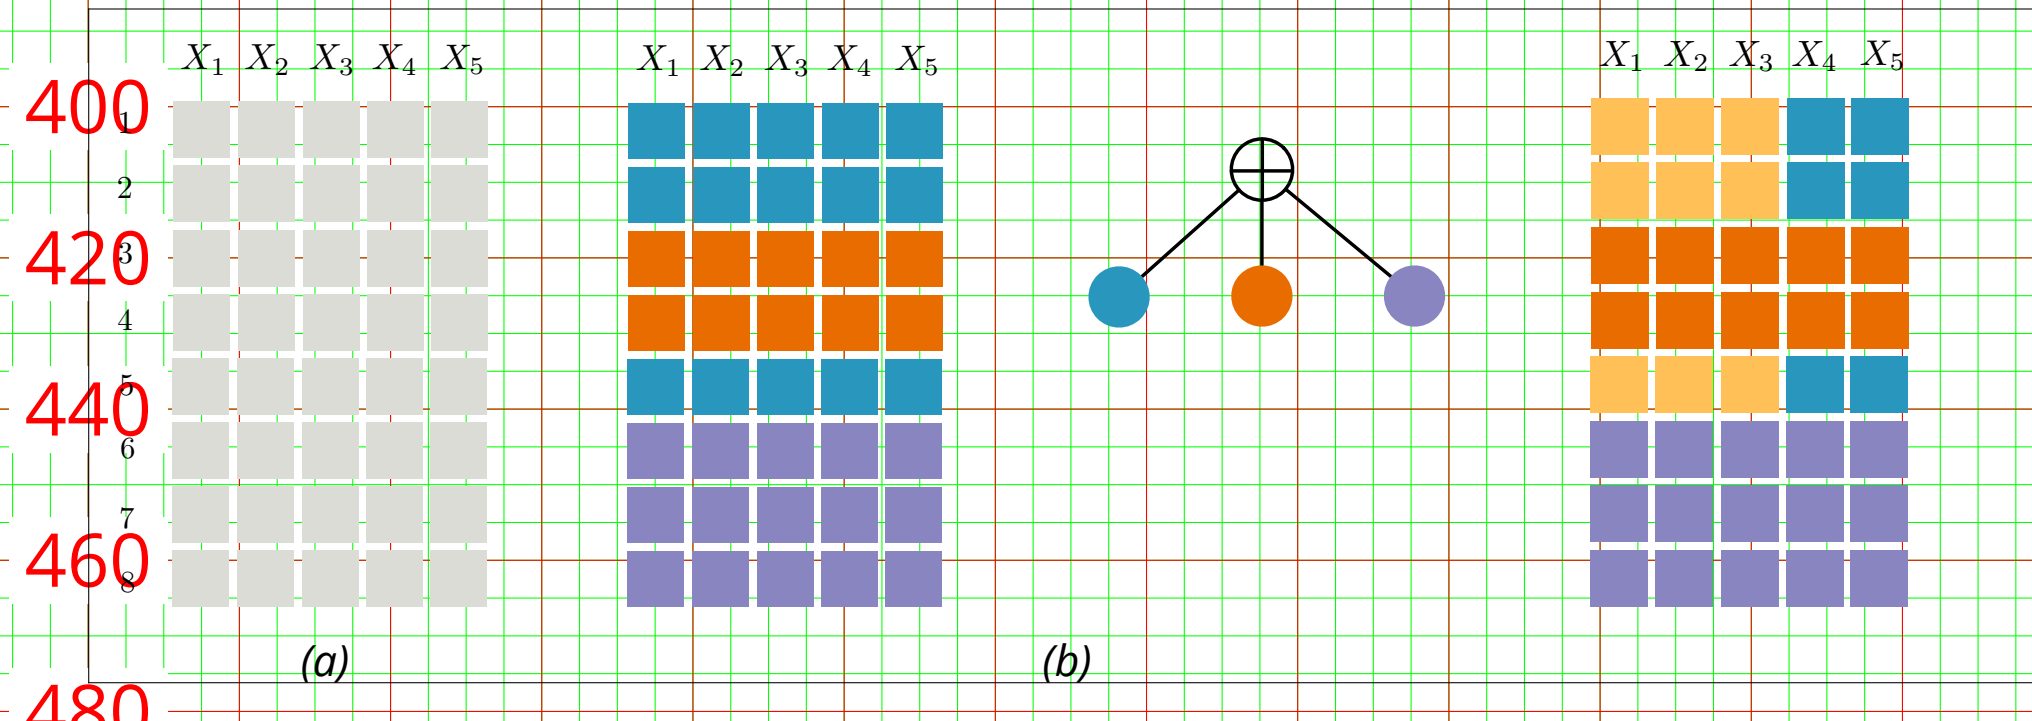 X₁ X₂ X₃ X₄ X₅
X₁ X₂ X₃ X₄ X₅
X₁ X₂ X₃ X₄ X₅
400
1
2
420
3
4
440
5
6
7
460
8
(a)
(b)
480